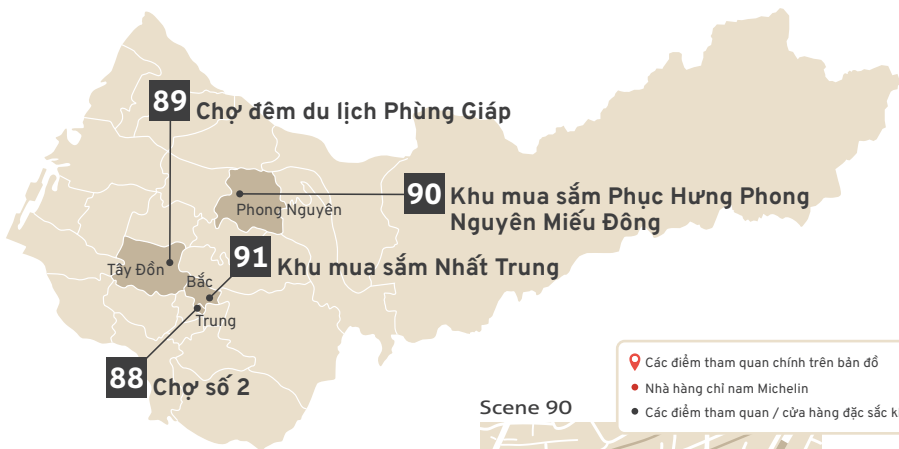 89 Chợ đêm du lịch Phùng Giáp
90 Khu mua sắm Phục Hưng Phong
Nguyên Miếu Đông
Phong Nguyên
91 Khu mua sắm Nhất Trung
Tây Đồn
Bắc
Trung
88 Chợ số 2
Các điểm tham quan chính trên bản đồ
Nhà hàng chỉ nam Michelin
Các điểm tham quan / cửa hàng đặc sắc
Scene 90